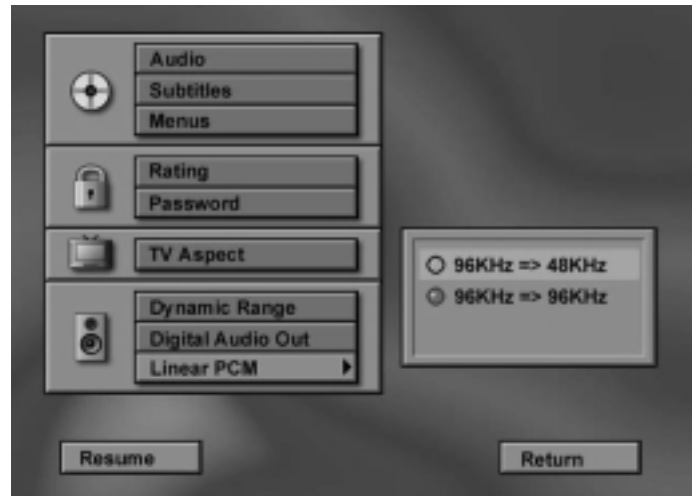 Audio
Subtitles
Menus
Rating
Password
TV Aspect
Dynamic Range
Digital Audio Out
Linear PCM
96KHz => 48KHz
96KHz => 96KHz
Resume
Return